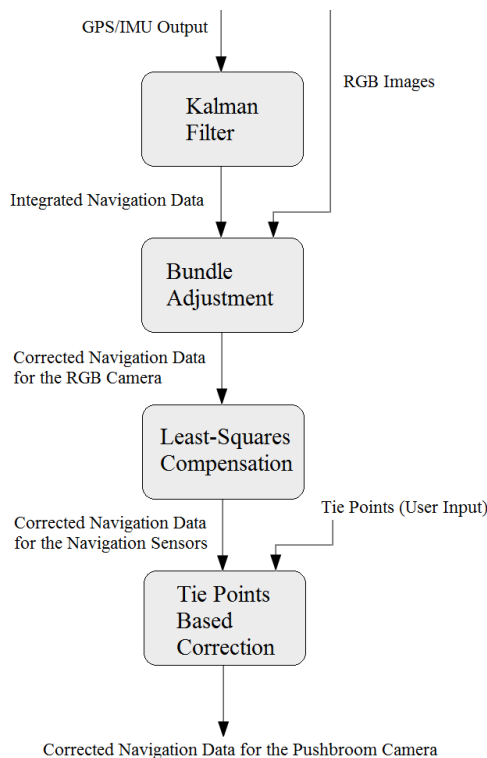 GPS/IMU Output
RGB Images
Kalman
Filter
Integrated Navigation Data
Bundle
Adjustment
Corrected Navigation Data
for the RGB Camera
Least-Squares
Compensation
Corrected Navigation Data
for the Navigation Sensors
Tie Points (User Input)
Tie Points
Based
Correction
Corrected Navigation Data for the Pushbroom Camera